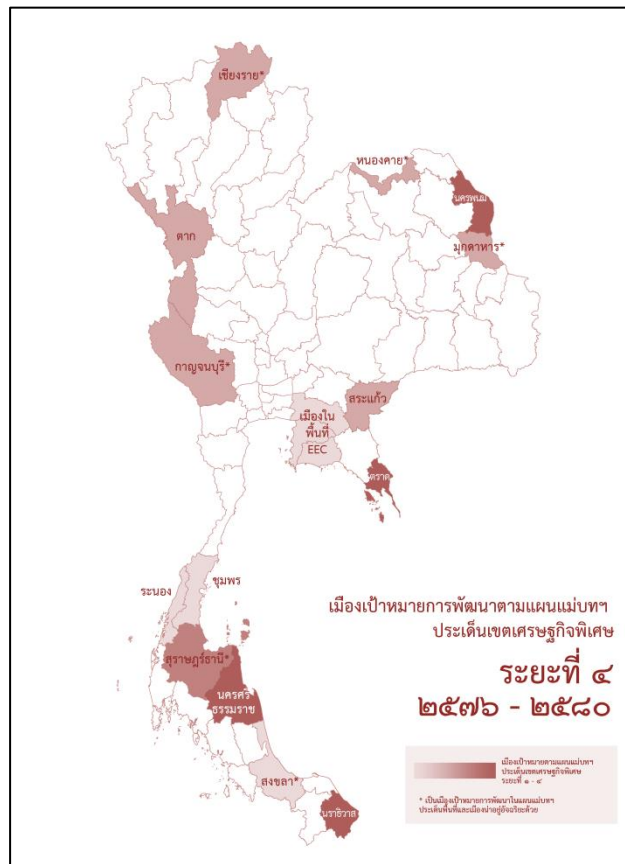 เชียงราย*
หนองคาย*
นครพนม
ตาก
มุกดาหาร*
กาญจนบุรี*
สระแก้ว
เมืองใน
พื้นที่
EEC
ตราด
ระนอง
ชุมพร
สุราษฎร์ธานี*
นครศรี
ธรรมราช
สงขลา*
นราธิวาส
เมืองเป้าหมายการพัฒนาตามแผนแม่บทฯ
ประเด็นเขตเศรษฐกิจพิเศษ
ระยะที่ ๔
๒๕๗๖ - ๒๕๘๐
เมืองเป้าหมายตามแผนแม่บทฯ
ประเด็นเขตเศรษฐกิจพิเศษ
ระยะที่ ๑ - ๔
* เป็นเมืองเป้าหมายการพัฒนาในแผนแม่บทฯ
ประเด็นพื้นที่และเมืองน่าอยู่อัจฉริยะด้วย